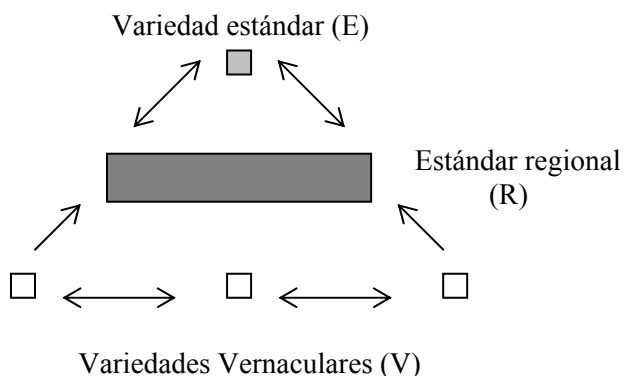 Variedad estándar (E)
Estándar regional
(R)
Variedades Vernaculares (V)